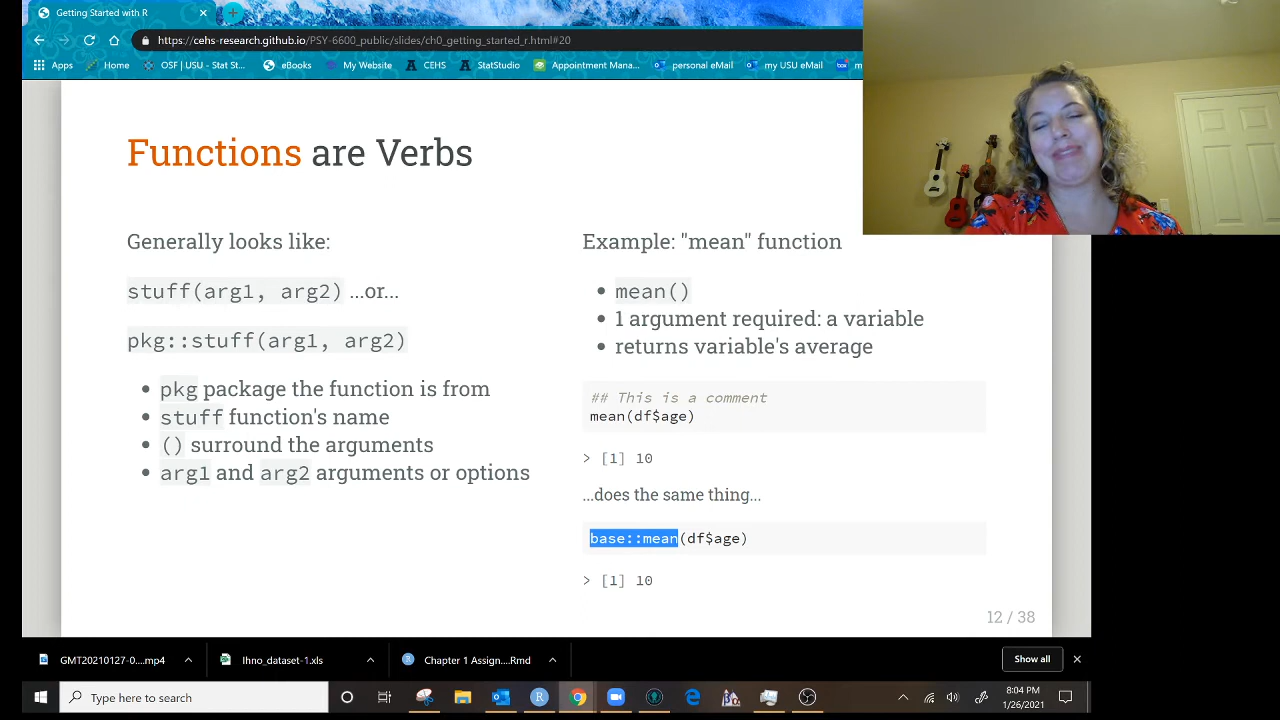 Getting Started with R
https://cehs-research.github.io/PSY-6600_public/slides/ch0_getting_started_r.html#20
Apps Home OSF | USU - Stat St... eBooks My Website CEHS StatStudio Appointment Mana... personal eMail my USU eMail box m
Functions are Verbs
Generally looks like:
stuff(arg1, arg2) ...or...
pkg::stuff(arg1, arg2)
• pkg package the function is from
• stuff function's name
• () surround the arguments
• arg1 and arg2 arguments or options
Example: "mean" function
• mean()
• 1 argument required: a variable
• returns variable's average
## This is a comment
mean(df$age)
> [1] 10
...does the same thing...
base::mean(df$age)
> [1] 10
12 / 38
GMT20210127-0....mp4 Ihno_dataset-1.xls Chapter 1 Assign....Rmd Show all
Type here to search
8:04 PM
1/26/2021